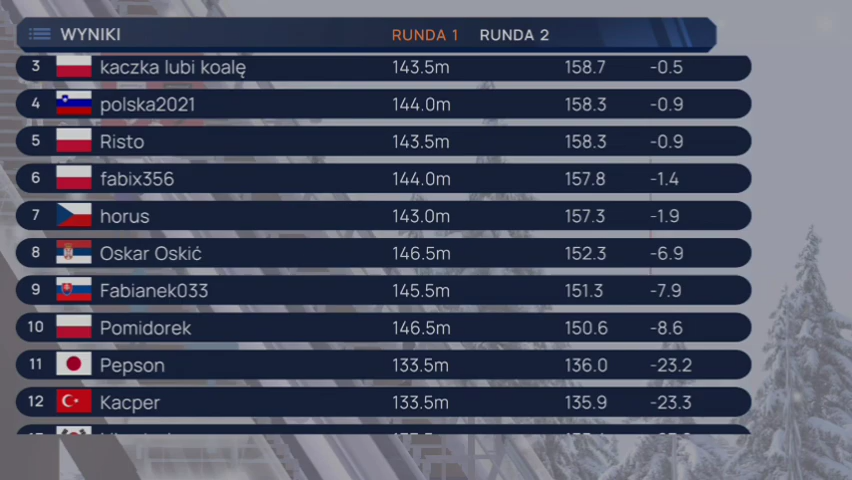 WYNIKI RUNDA 1 RUNDA 2
3 kaczka lubi koalę 143.5m 158.7 -0.5
4 polska2021 144.0m 158.3 -0.9
5 Risto 143.5m 158.3 -0.9
6 fabix356 144.0m 157.8 -1.4
7 horus 143.0m 157.3 -1.9
8 Oskar Oskić 146.5m 152.3 -6.9
9 Fabianek033 145.5m 151.3 -7.9
10 Pomidorek 146.5m 150.6 -8.6
11 Pepson 133.5m 136.0 -23.2
12 Kacper 133.5m 135.9 -23.3